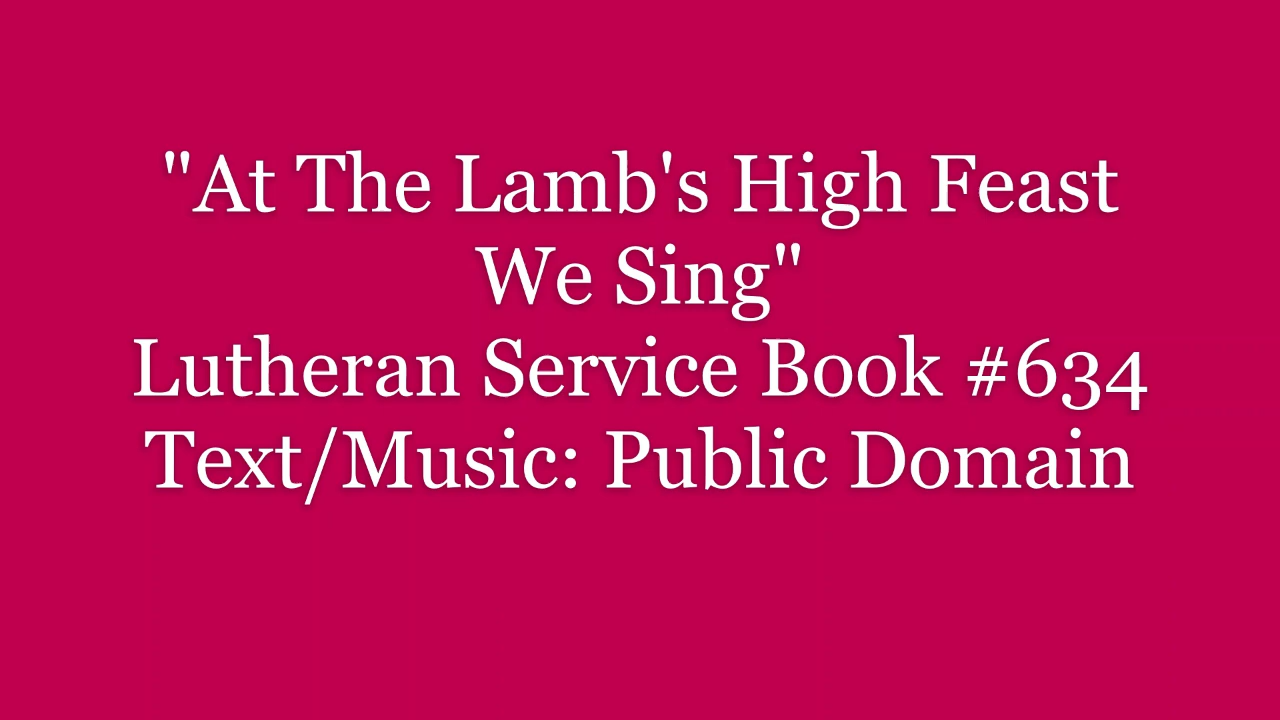 "At The Lamb's High Feast
We Sing"
Lutheran Service Book #634
Text/Music: Public Domain